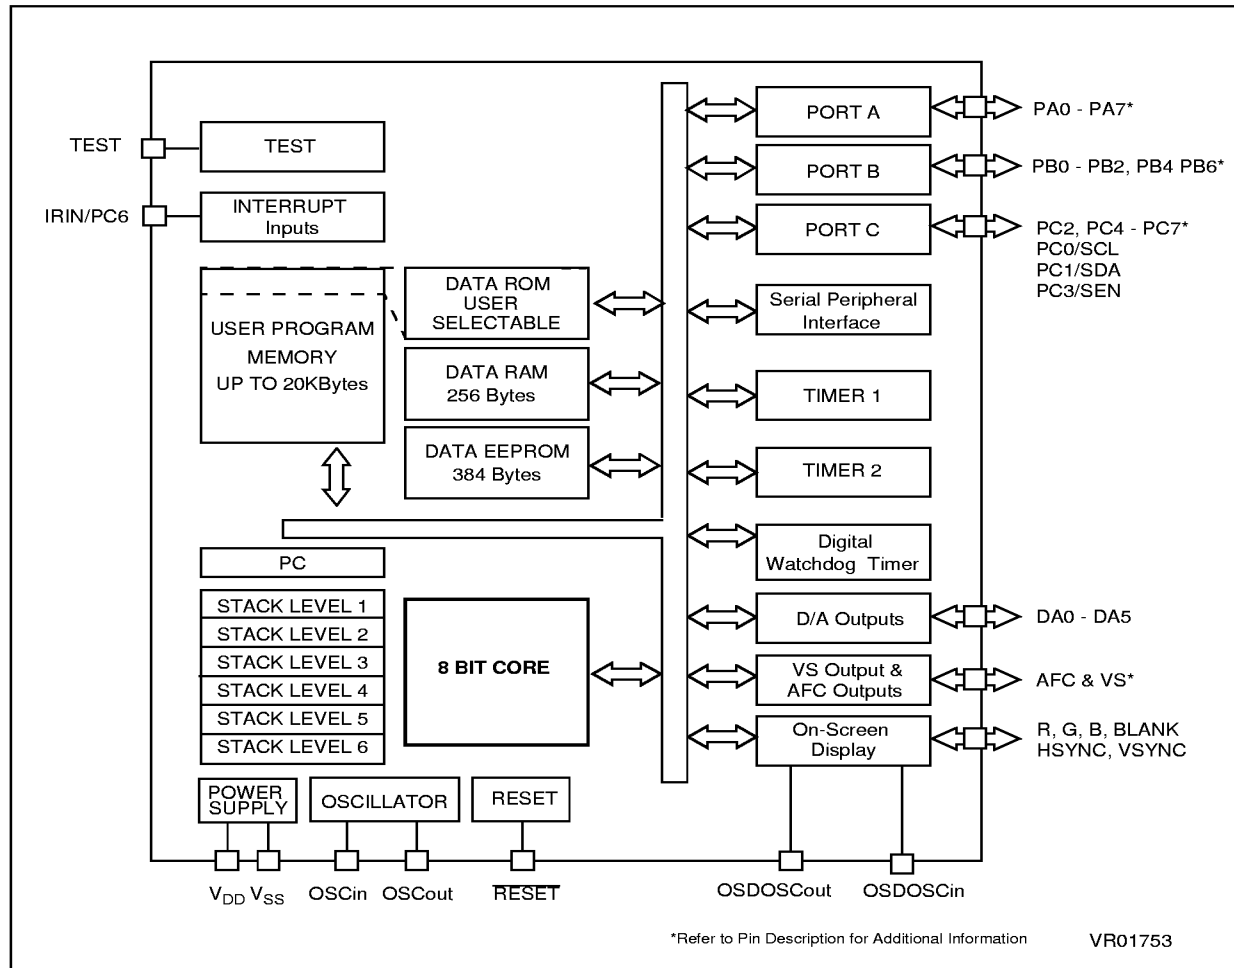 TEST
TEST
IRIN/PC6
INTERRUPT
Inputs
USER PROGRAM
MEMORY
UP TO 20KBytes
DATA ROM
USER
SELECTABLE
DATA RAM
256 Bytes
DATA EEPROM
384 Bytes
PC
STACK LEVEL 1
STACK LEVEL 2
STACK LEVEL 3
STACK LEVEL 4
STACK LEVEL 5
STACK LEVEL 6
8 BIT CORE
POWER
SUPPLY
OSCILLATOR
RESET
VDD VSS
OSCin
OSCout
RESET
PORT A
PA0 - PA7*
PORT B
PB0 - PB2, PB4 PB6*
PORT C
PC2, PC4 - PC7*
PC0/SCL
PC1/SDA
PC3/SEN
Serial Peripheral
Interface
TIMER 1
TIMER 2
Digital
Watchdog Timer
D/A Outputs
DA0 - DA5
VS Output &
AFC Outputs
AFC & VS*
On-Screen
Display
R, G, B, BLANK
HSYNC, VSYNC
OSDOSCout
OSDOSCin
*Refer to Pin Description for Additional Information
VR01753